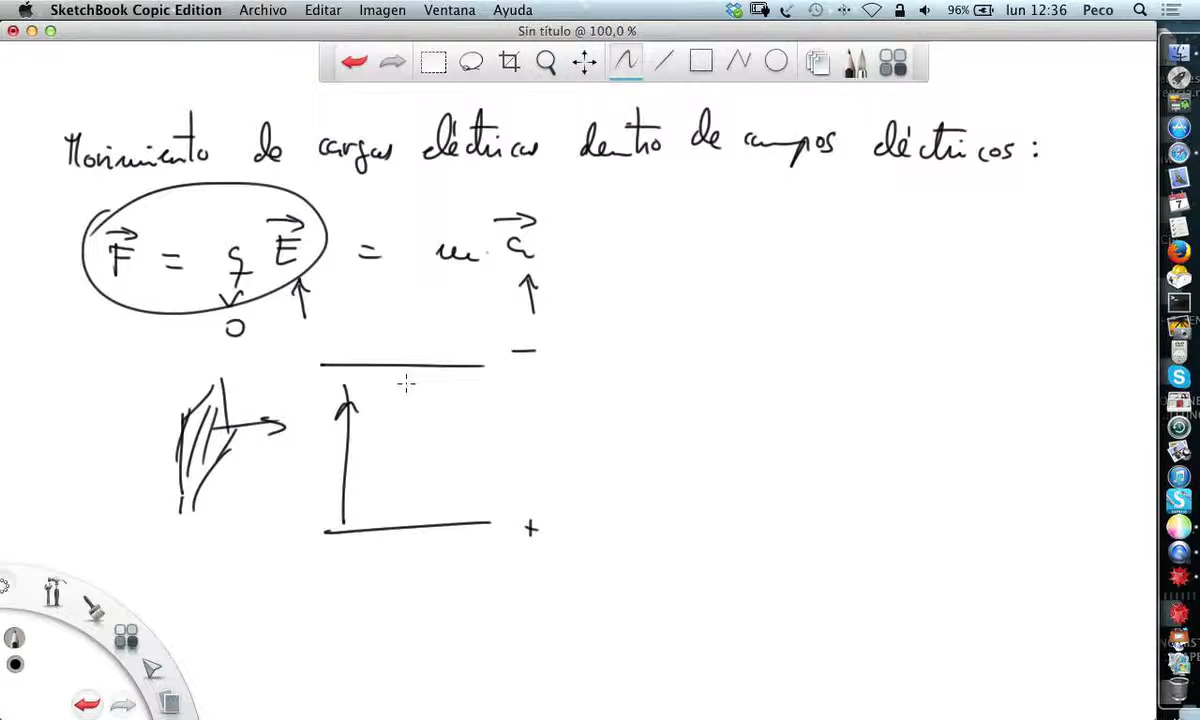 SketchBook Copic Edition Archivo Editar Imagen Ventana Ayuda 96% lun 12:36 Peco
Sin título @ 100,0 %
Movimiento de cargas eléctricas dentro de campos eléctricos:
F = q E = m · a
0
−
+